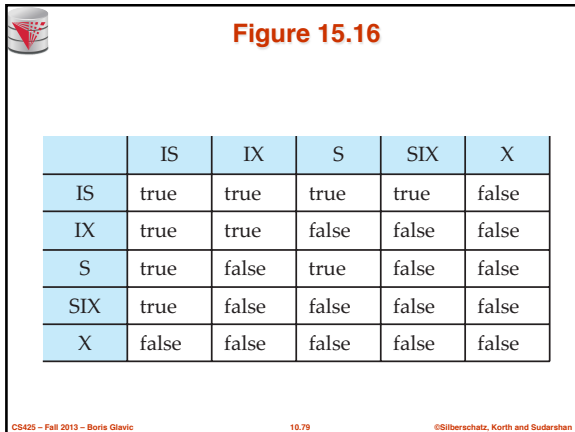 Figure 15.16
IS IX S SIX X
IS true true true true false
IX true true false false false
S true false true false false
SIX true false false false false
X false false false false false
CS425 – Fall 2013 – Boris Glavic 10.79 ©Silberschatz, Korth and Sudarshan